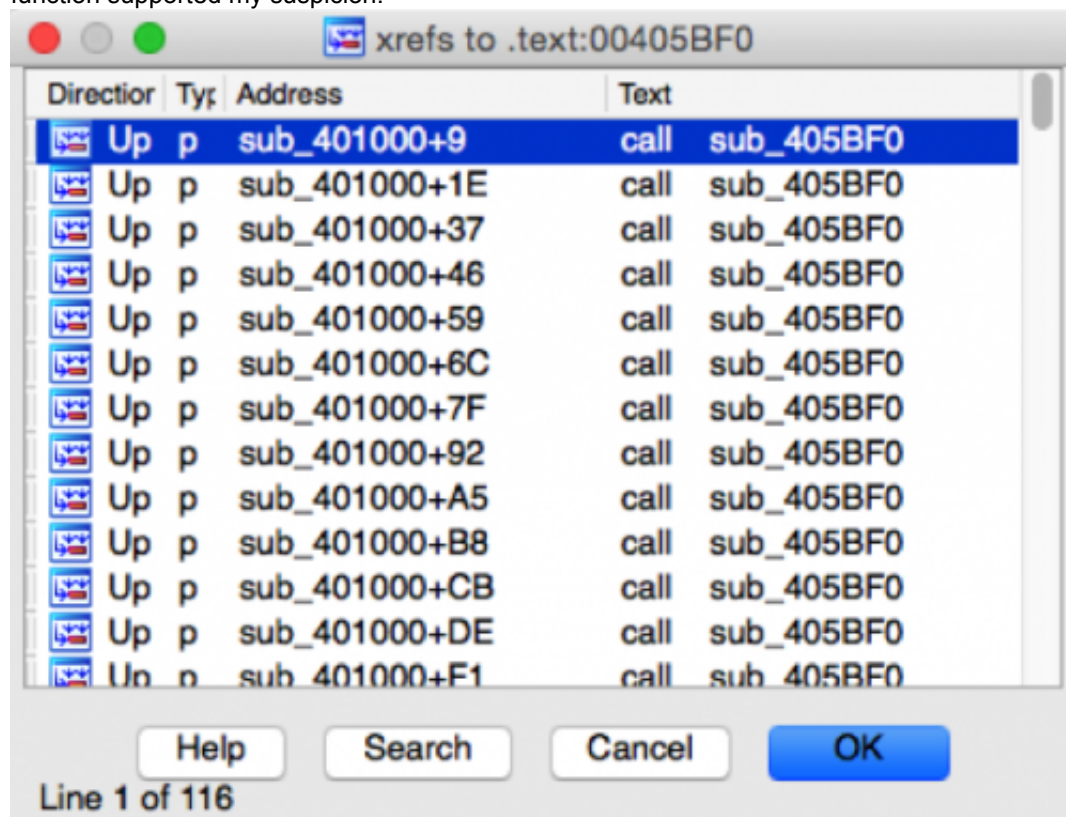 function supported my suspicion.
xrefs to .text:00405BF0
Direction Typ Address Text
Up p sub_401000+9 call sub_405BF0
Up p sub_401000+1E call sub_405BF0
Up p sub_401000+37 call sub_405BF0
Up p sub_401000+46 call sub_405BF0
Up p sub_401000+59 call sub_405BF0
Up p sub_401000+6C call sub_405BF0
Up p sub_401000+7F call sub_405BF0
Up p sub_401000+92 call sub_405BF0
Up p sub_401000+A5 call sub_405BF0
Up p sub_401000+B8 call sub_405BF0
Up p sub_401000+CB call sub_405BF0
Up p sub_401000+DE call sub_405BF0
Up p sub_401000+F1 call sub_405BF0
Help Search Cancel OK
Line 1 of 116